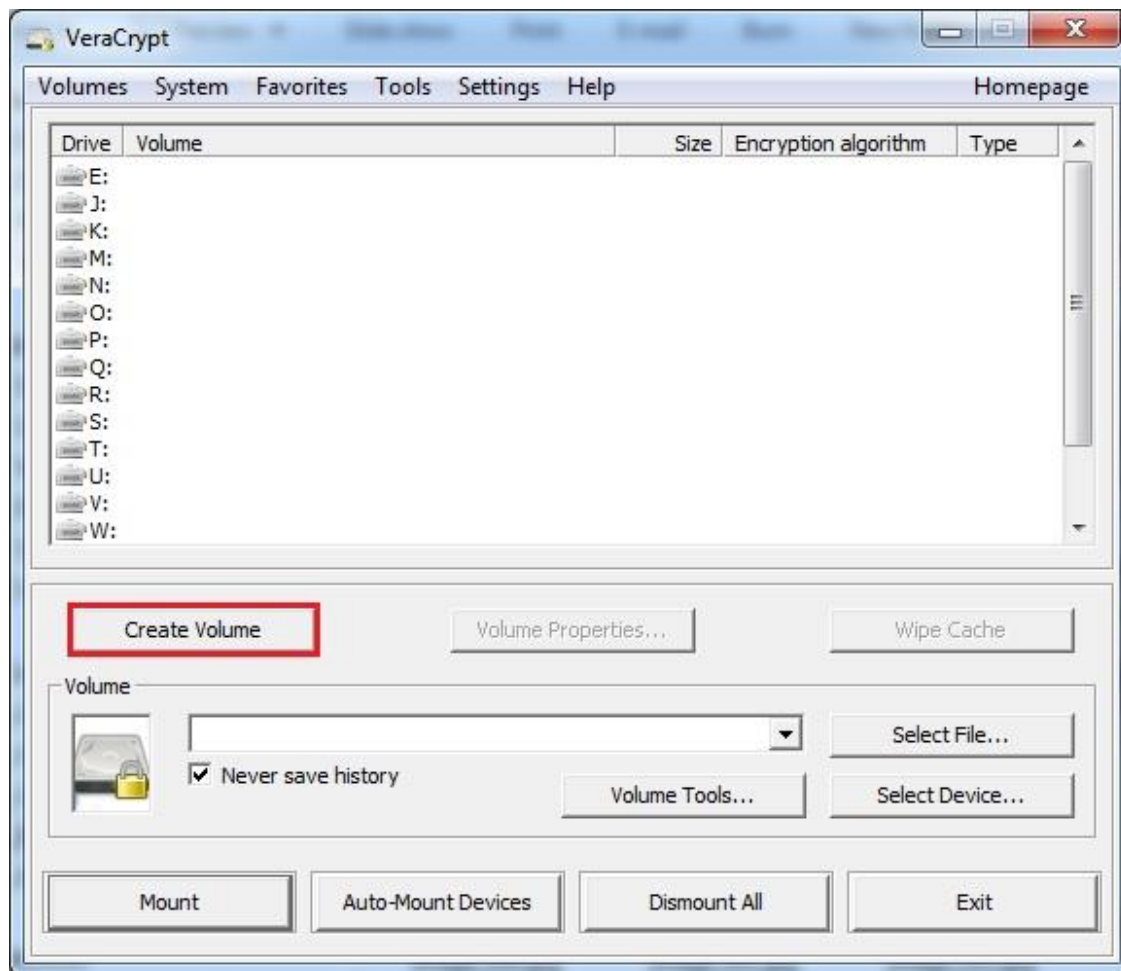 VeraCrypt
Volumes System Favorites Tools Settings Help Homepage
Drive Volume Size Encryption algorithm Type
E:
J:
K:
M:
N:
O:
P:
Q:
R:
S:
T:
U:
V:
W:
Create Volume Volume Properties... Wipe Cache
Volume
Select File...
Never save history
Volume Tools... Select Device...
Mount Auto-Mount Devices Dismount All Exit